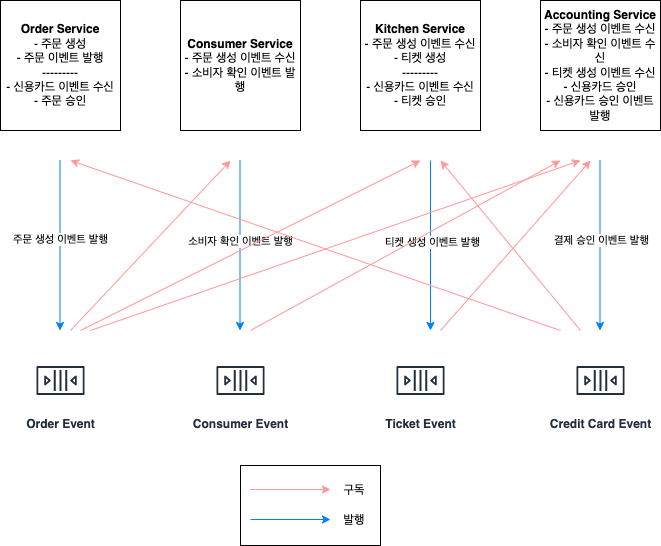 Order Service
- 주문 생성
- 주문 이벤트 발행
---------
- 신용카드 이벤트 수신
- 주문 승인
Consumer Service
- 주문 생성 이벤트 수신
- 소비자 확인 이벤트 발
행
Kitchen Service
- 주문 생성 이벤트 수신
- 티켓 생성
---------
- 신용카드 이벤트 수신
- 티켓 승인
Accounting Service
- 주문 생성 이벤트 수신
- 소비자 확인 이벤트 수
신
- 티켓 생성 이벤트 수신
- 신용카드 승인
- 신용카드 승인 이벤트
발행
주문 생성 이벤트 발행
소비자 확인 이벤트 발행
티켓 생성 이벤트 발행
결제 승인 이벤트 발행
Order Event
Consumer Event
Ticket Event
Credit Card Event
구독
발행